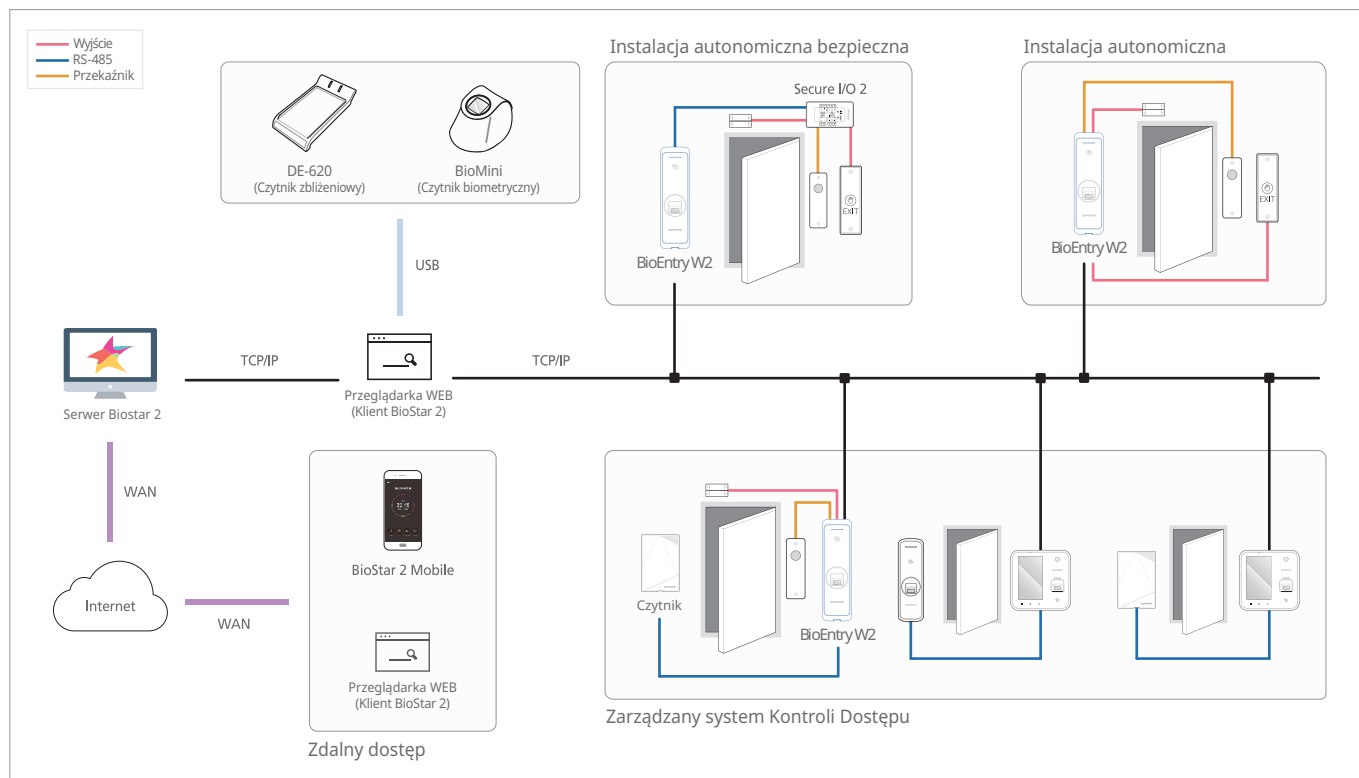 Wyjście
RS-485
Przekaźnik
DE-620
(Czytnik zbliżeniowy)
BioMini
(Czytnik biometryczny)
USB
Instalacja autonomiczna bezpieczna
Secure I/O 2
EXIT
BioEntry W2
Instalacja autonomiczna
EXIT
BioEntry W2
Serwer Biostar 2
TCP/IP
Przeglądarka WEB
(Klient BioStar 2)
TCP/IP
WAN
Internet
WAN
BioStar 2 Mobile
Przeglądarka WEB
(Klient BioStar 2)
Zdalny dostęp
Czytnik
BioEntry W2
Zarządzany system Kontroli Dostępu